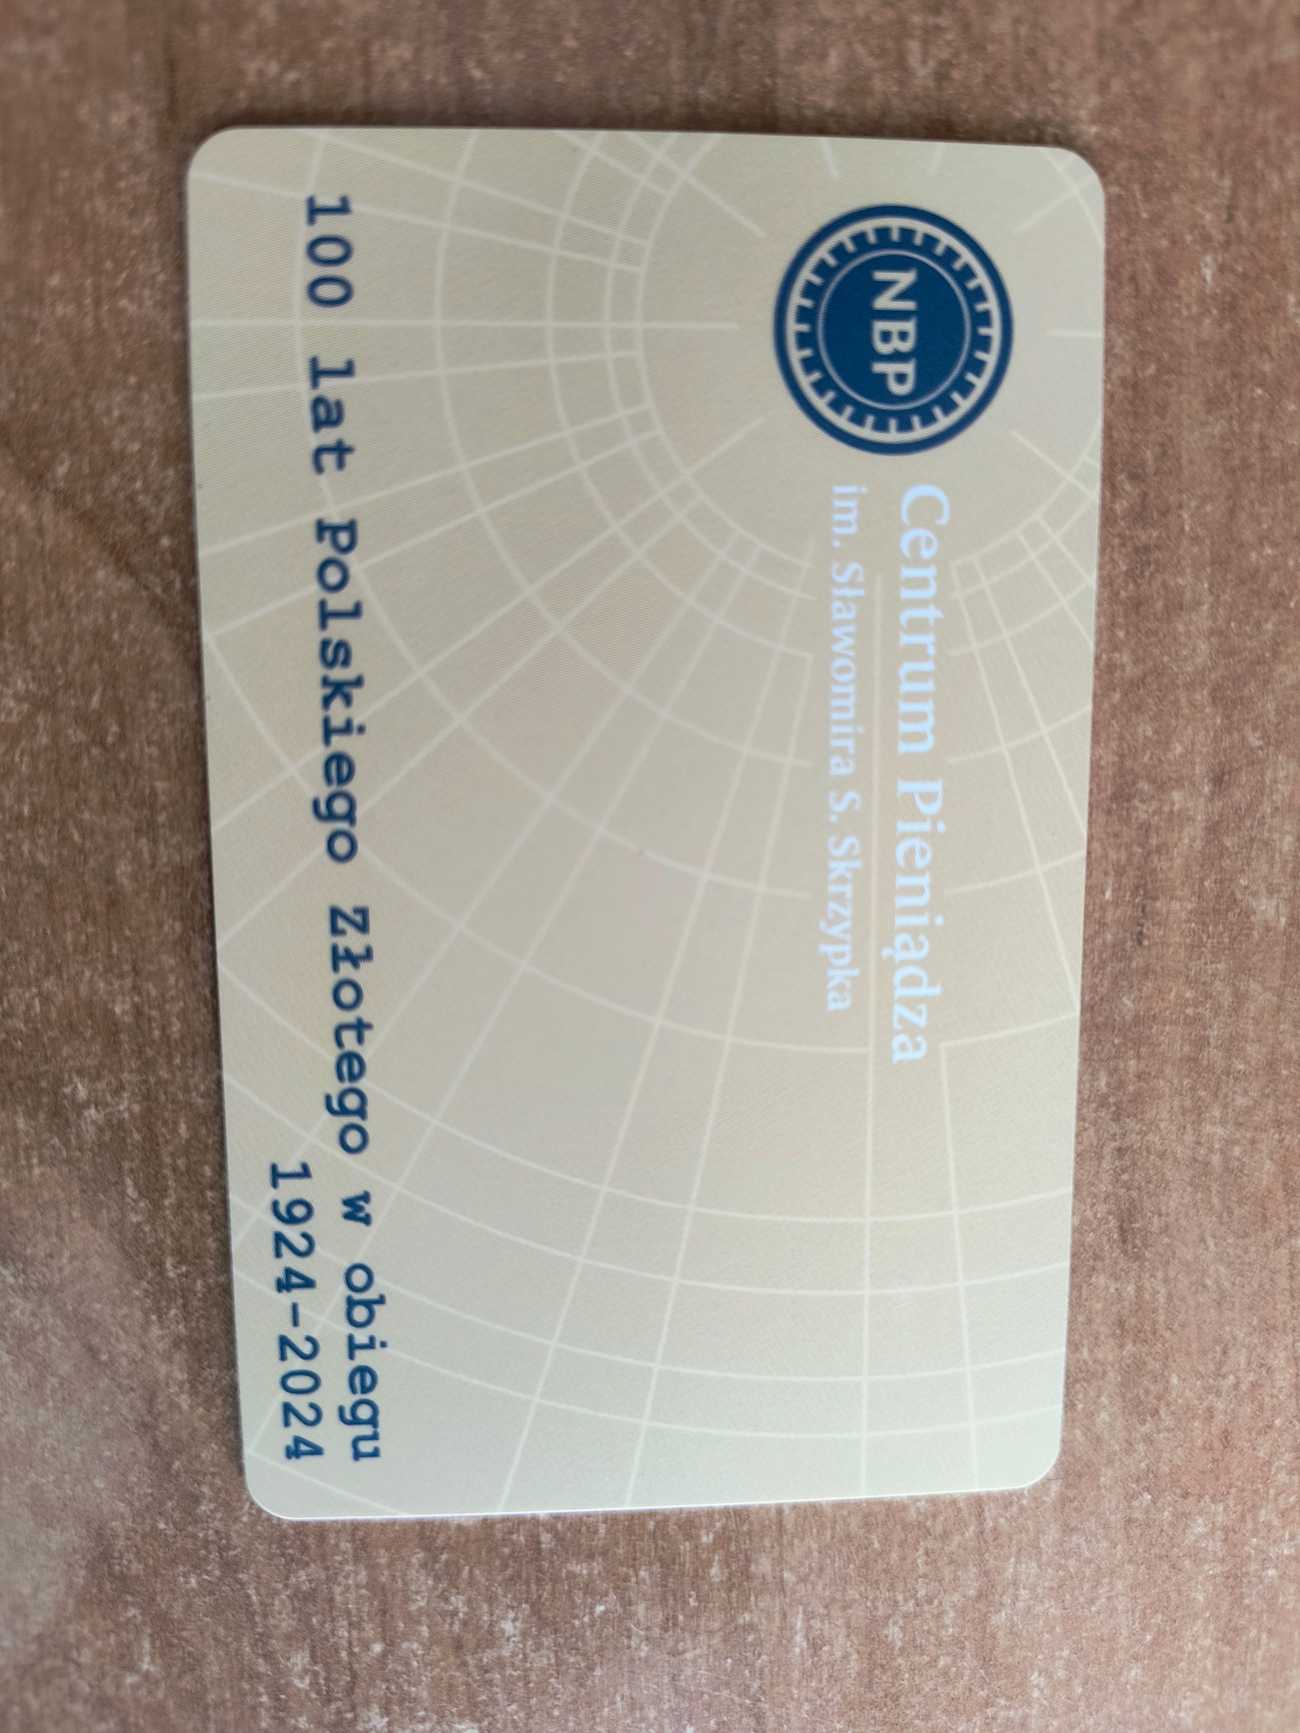 NBP
Centrum Pieniądza
im. Sławomira S. Skrzypka
100 lat Polskiego Złotego w obiegu
1924-2024